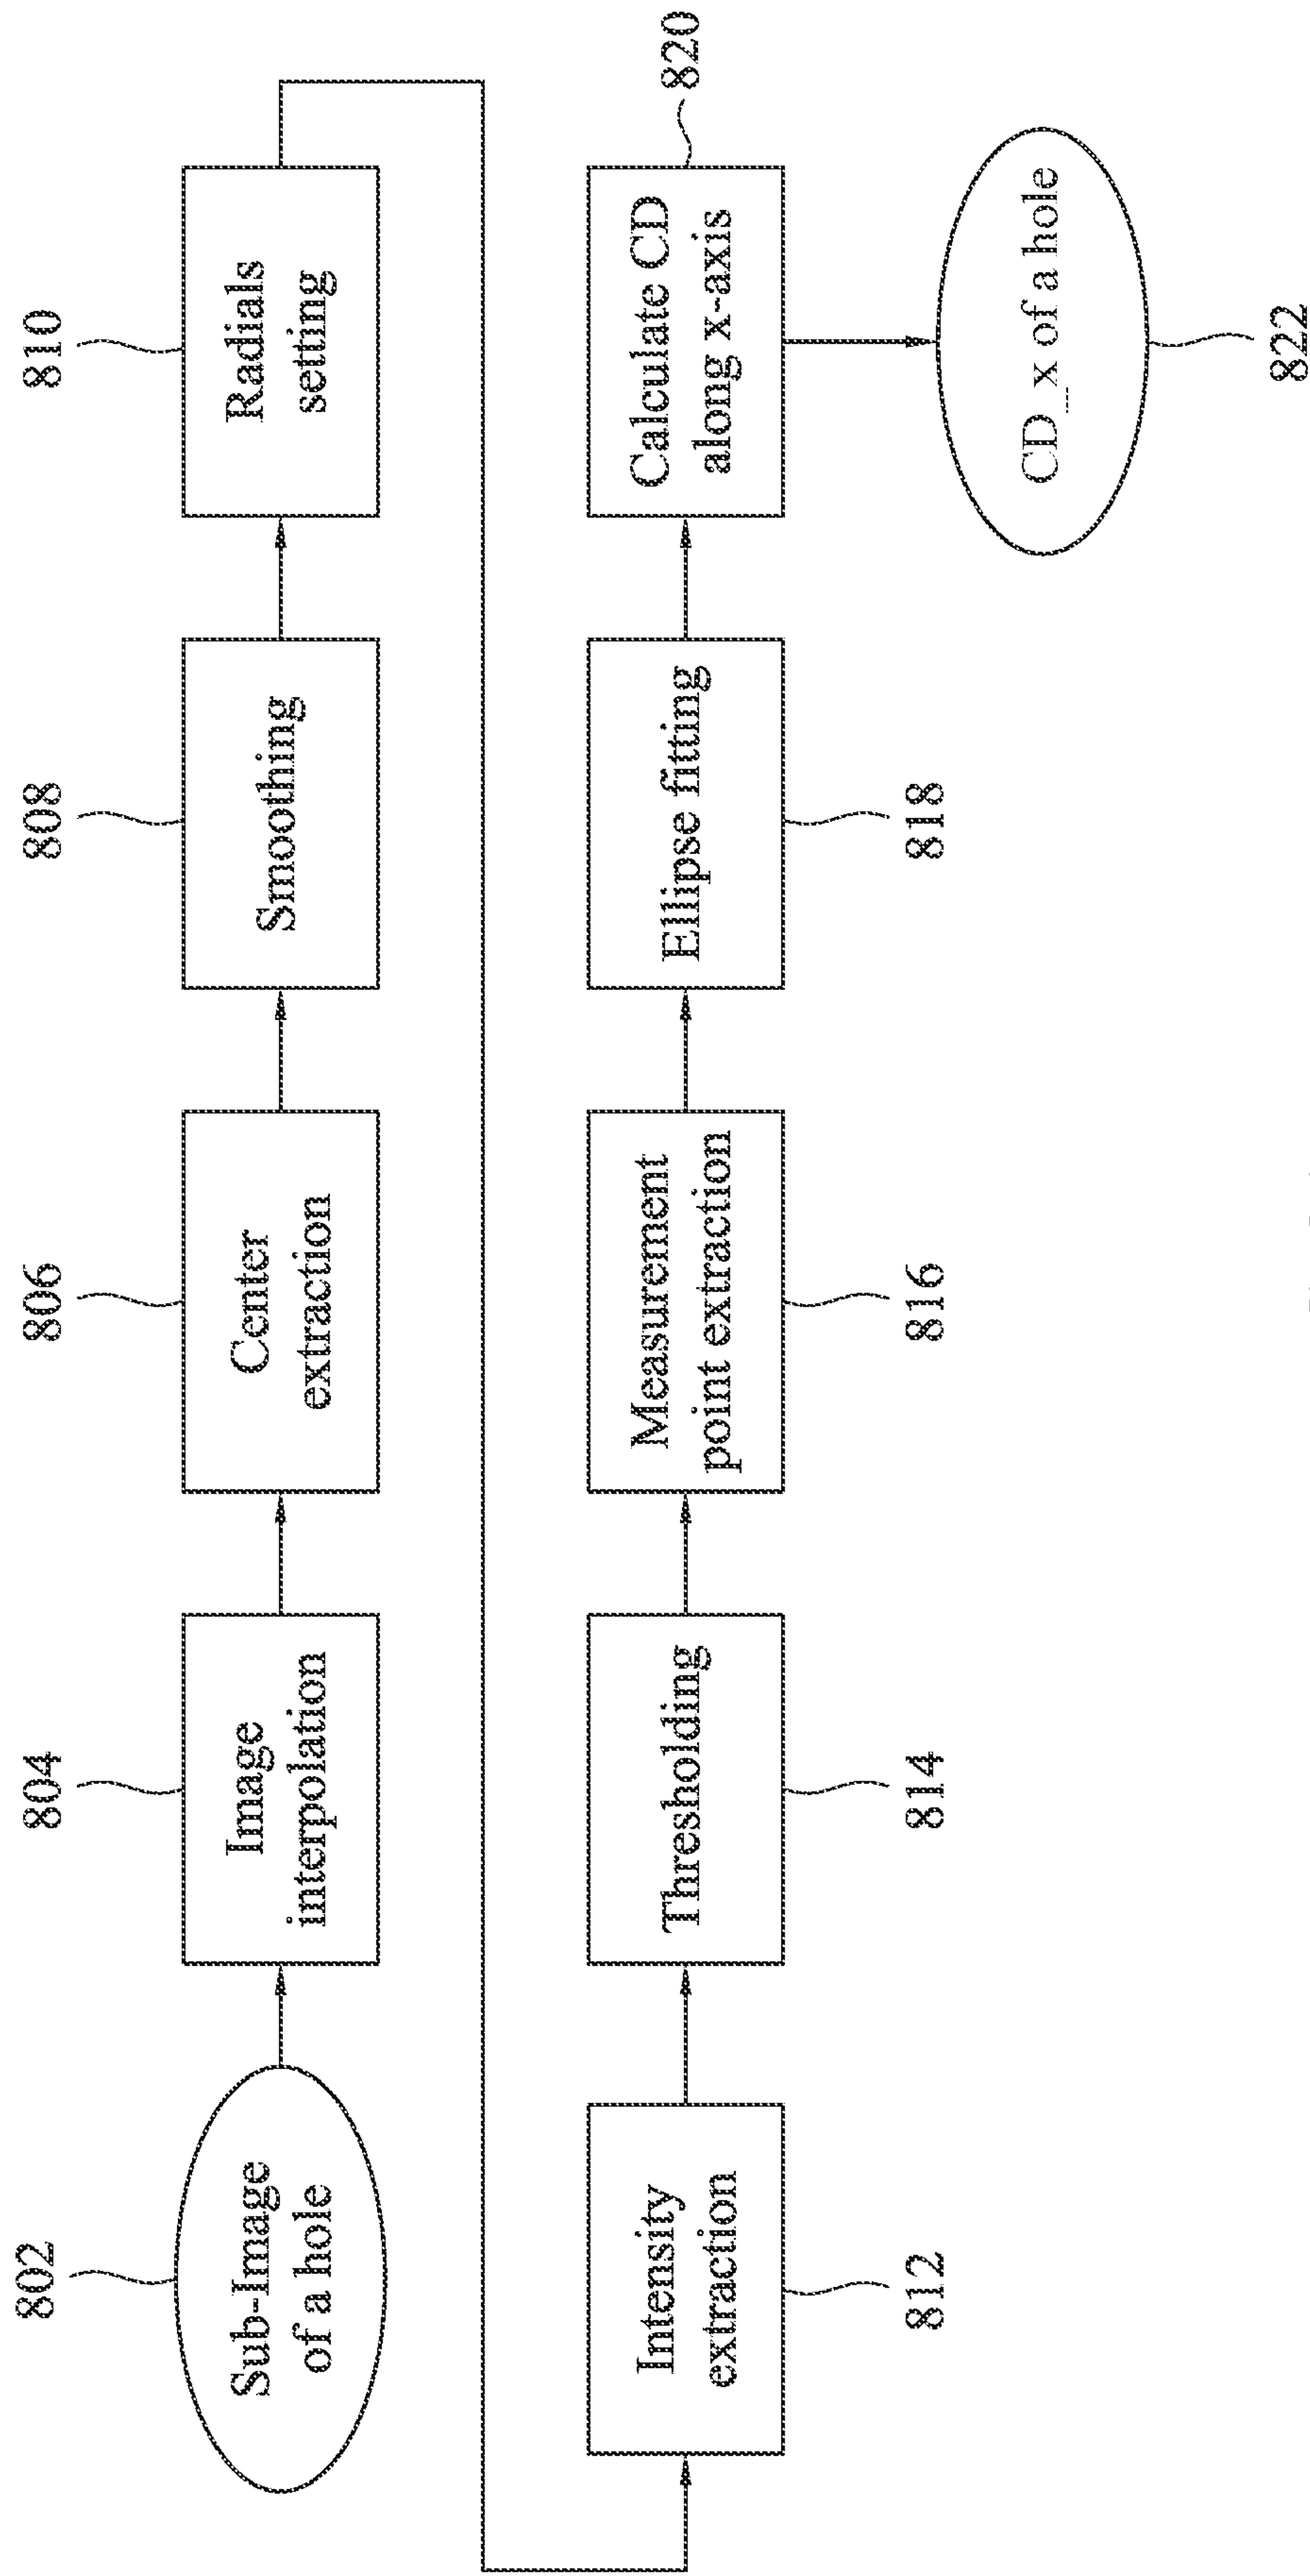 802
Sub-Image
of a hole
804
Image
interpolation
806
Center
extraction
808
Smoothing
810
Radials
setting
Intensity
extraction
812
Thresholding
814
Measurement
point extraction
816
Ellipse fitting
818
Calculate CD
along x-axis
820
CD_x of a hole
822